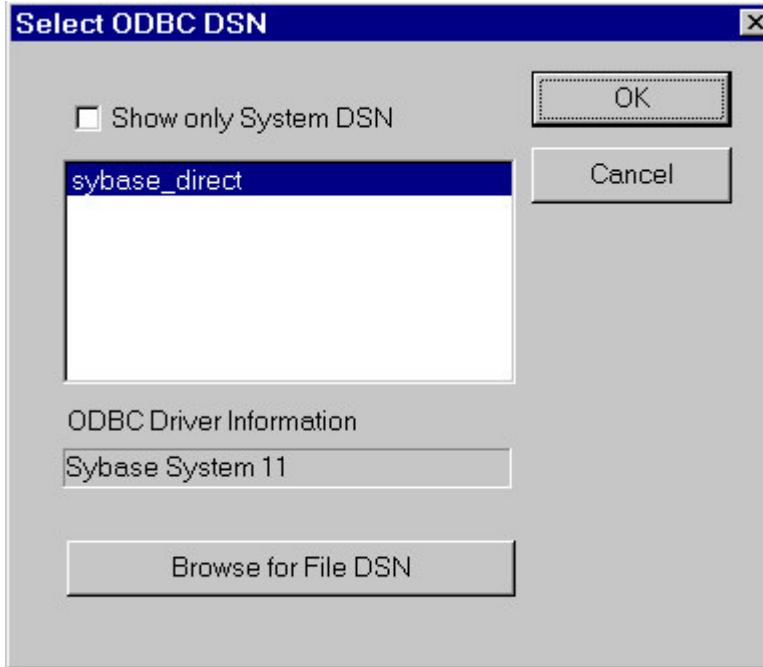 Select ODBC DSN
Show only System DSN
OK
sybase_direct
Cancel
ODBC Driver Information
Sybase System 11
Browse for File DSN